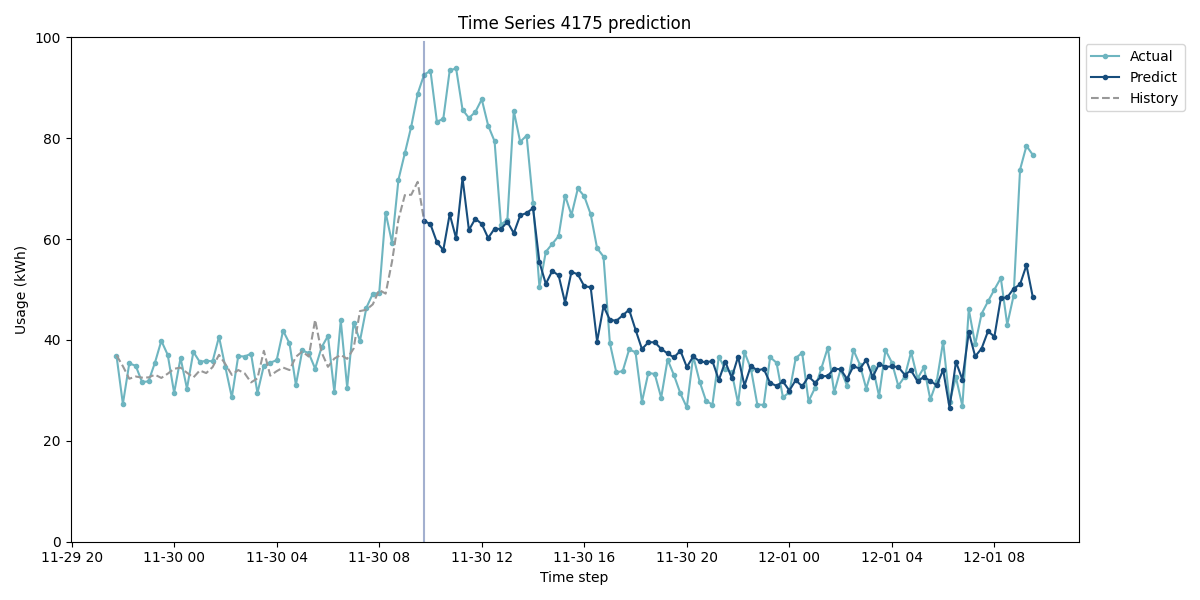 Time Series 4175 prediction
100
80
60
40
20
0
Usage (kWh)
11-29 20
11-30 00
11-30 04
11-30 08
11-30 12
11-30 16
11-30 20
12-01 00
12-01 04
12-01 08
Time step
Actual
Predict
History